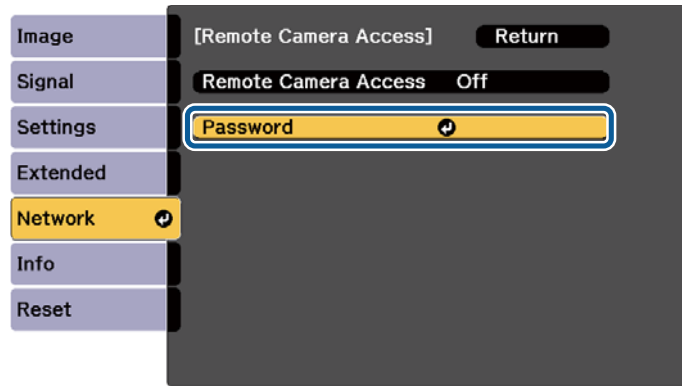 Image
Signal
Settings
Extended
Network
Info
Reset
[Remote Camera Access] Return
Remote Camera Access Off
Password